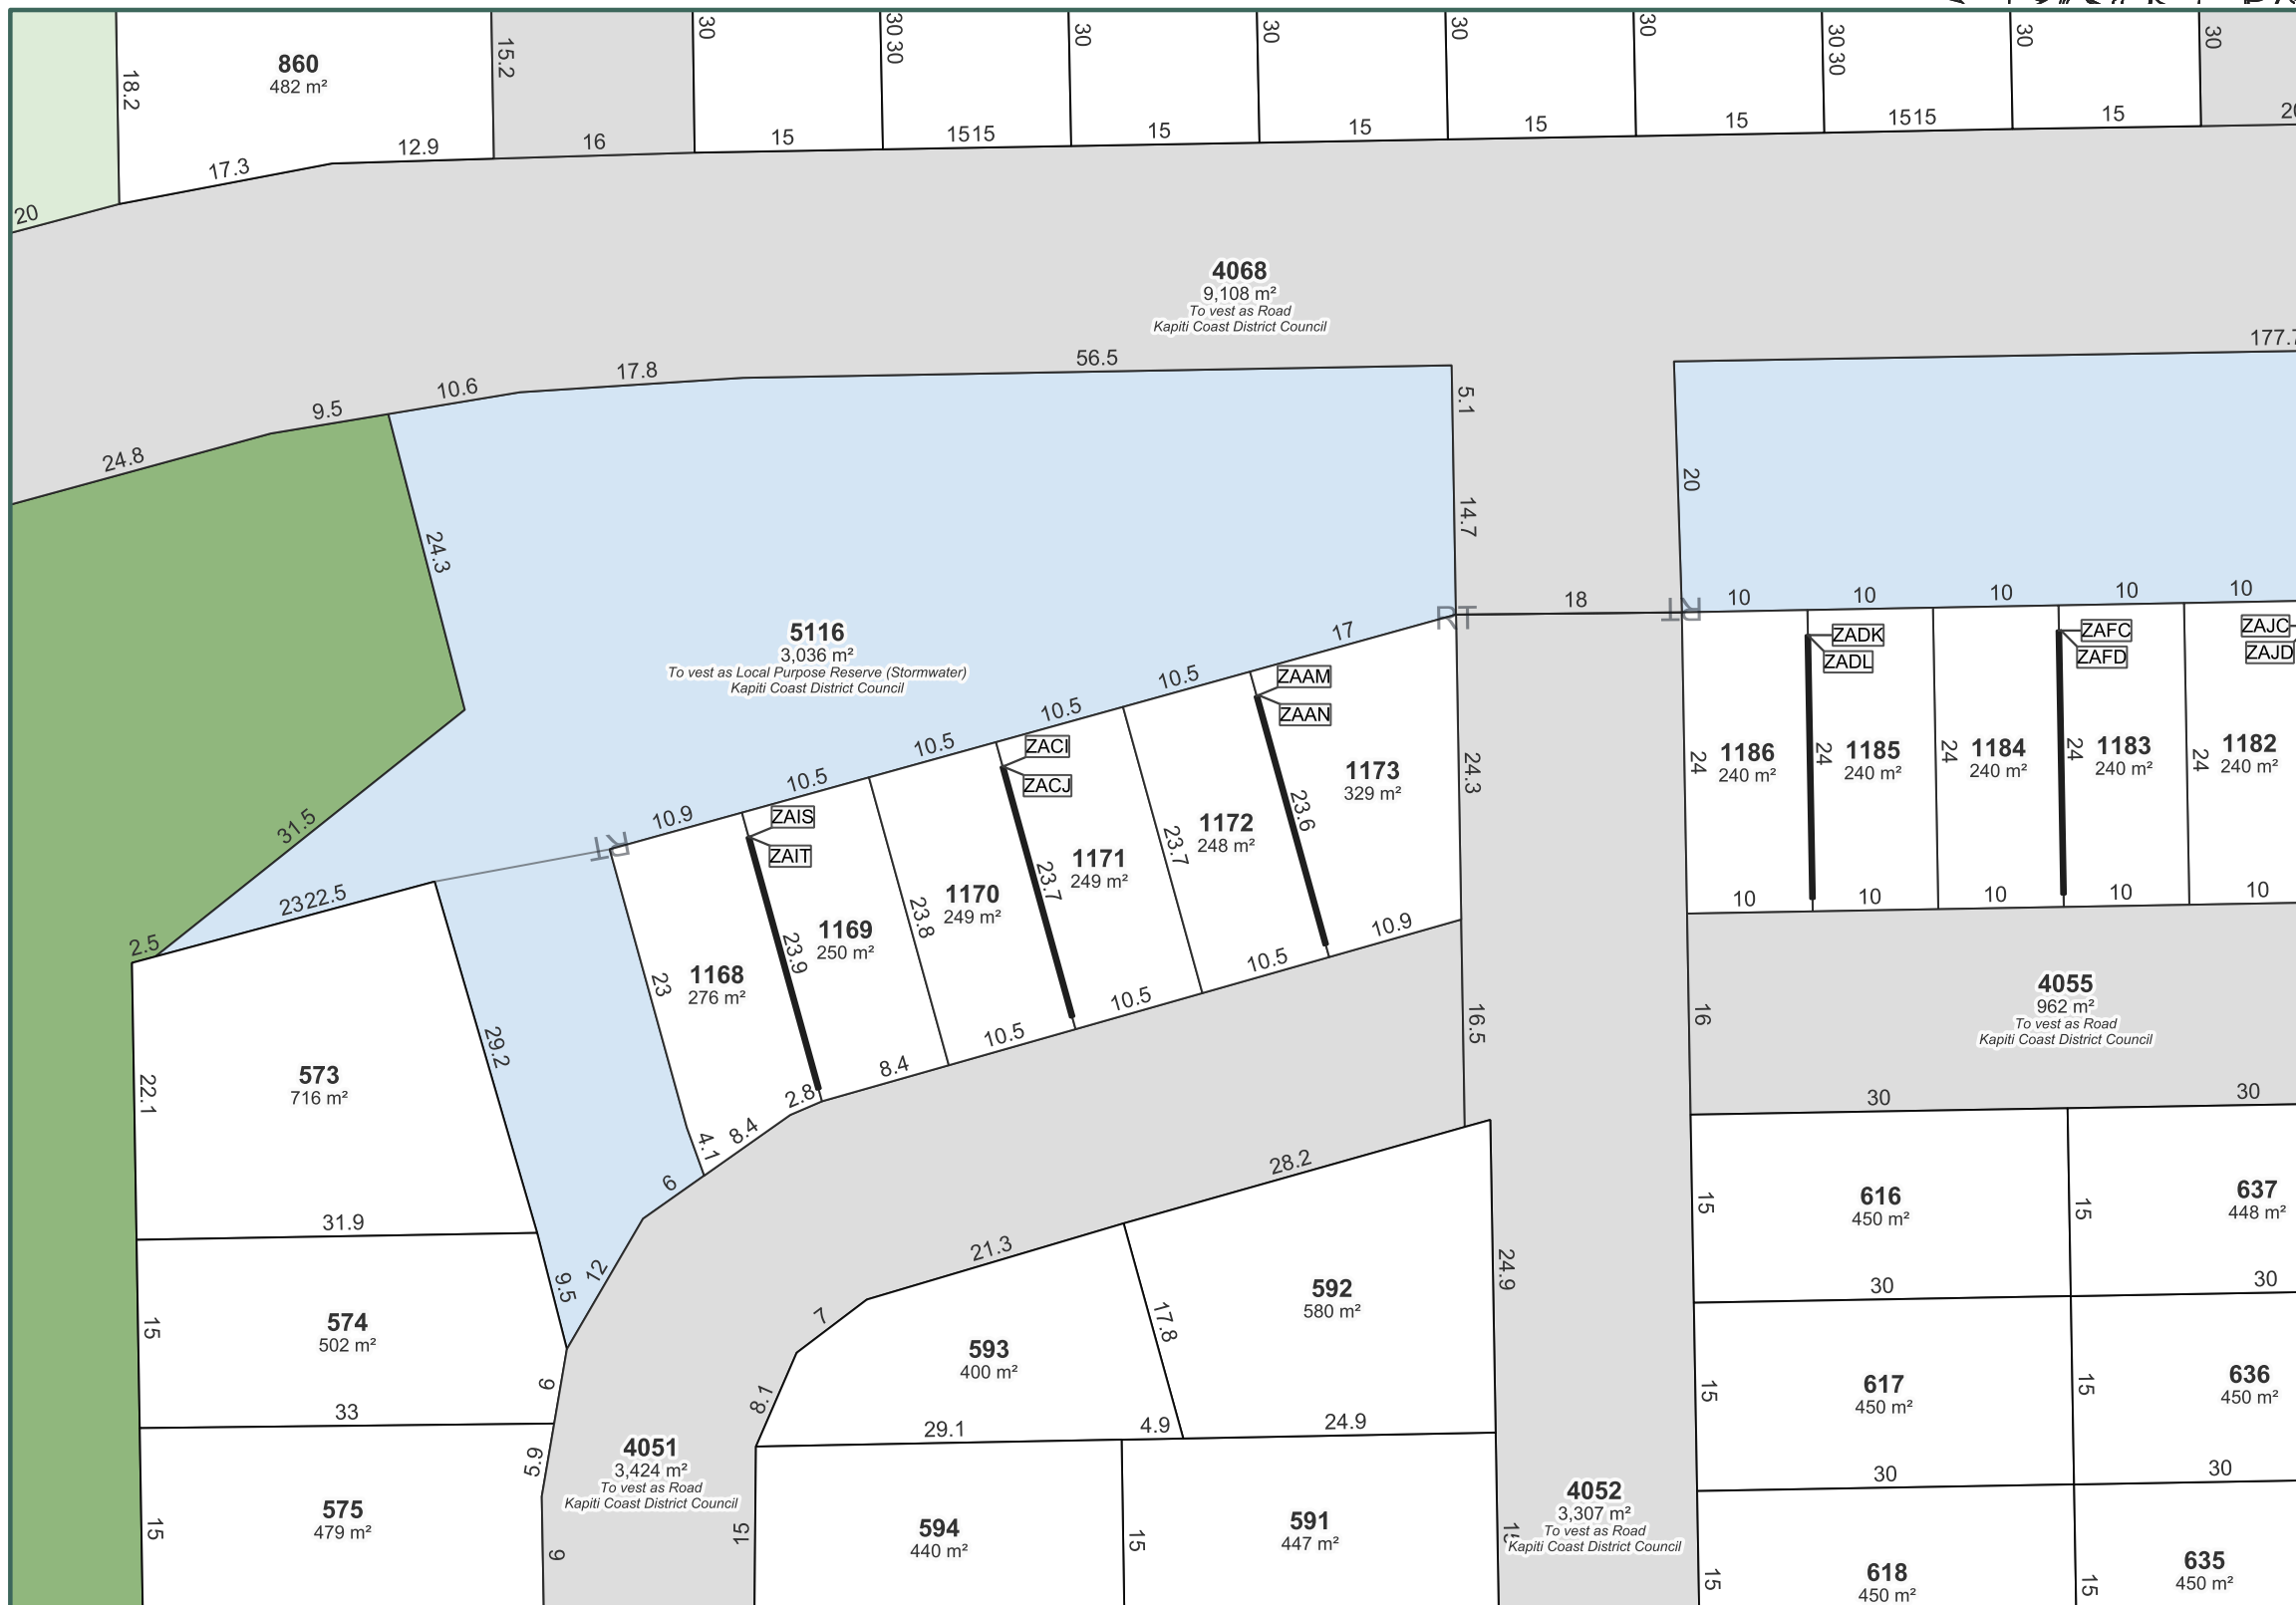 30
30 30
30
30
30
30
30 30
30
30
860
482 m²
18.2
15.2
20
17.3
12.9
16
15
1515
15
15
15
15
1515
15
4068
9,108 m²
To vest as Road
Kapiti Coast District Council
24.8
9.5
10.6
17.8
56.5
177.7
5.1
14.7
20
24.3
18
17
10
10
10
10
10
5116
3,036 m²
To vest as Local Purpose Reserve (Stormwater)
Kapiti Coast District Council
RT
RT
RT
31.5
10.9
10.5
10.5
10.5
10.5
ZAAM
ZAAN
ZACI
ZACJ
ZAIS
ZAIT
ZADK
ZADL
ZAFC
ZAFD
ZAJC
ZAJD
1173
329 m²
1172
248 m²
1171
249 m²
1170
249 m²
1169
250 m²
1168
276 m²
1186
240 m²
1185
240 m²
1184
240 m²
1183
240 m²
1182
240 m²
24
24
24
24
24
24.3
23.6
23.7
23.7
23.8
23.9
23
10
10
10
10
10
2322.5
2.5
29.2
22.1
4.1
8.4
2.8
8.4
10.5
10.5
10.5
10.9
16.5
16
6
12
9.5
573
716 m²
31.9
4055
962 m²
To vest as Road
Kapiti Coast District Council
30
30
28.2
21.3
7
8.1
17.8
24.9
574
502 m²
15
9
33
593
400 m²
592
580 m²
29.1
4.9
24.9
616
450 m²
15
15
637
448 m²
30
30
617
450 m²
15
15
636
450 m²
30
30
5.9
575
479 m²
15
9
4051
3,424 m²
To vest as Road
Kapiti Coast District Council
15
594
440 m²
15
591
447 m²
4052
3,307 m²
To vest as Road
Kapiti Coast District Council
15
618
450 m²
15
635
450 m²